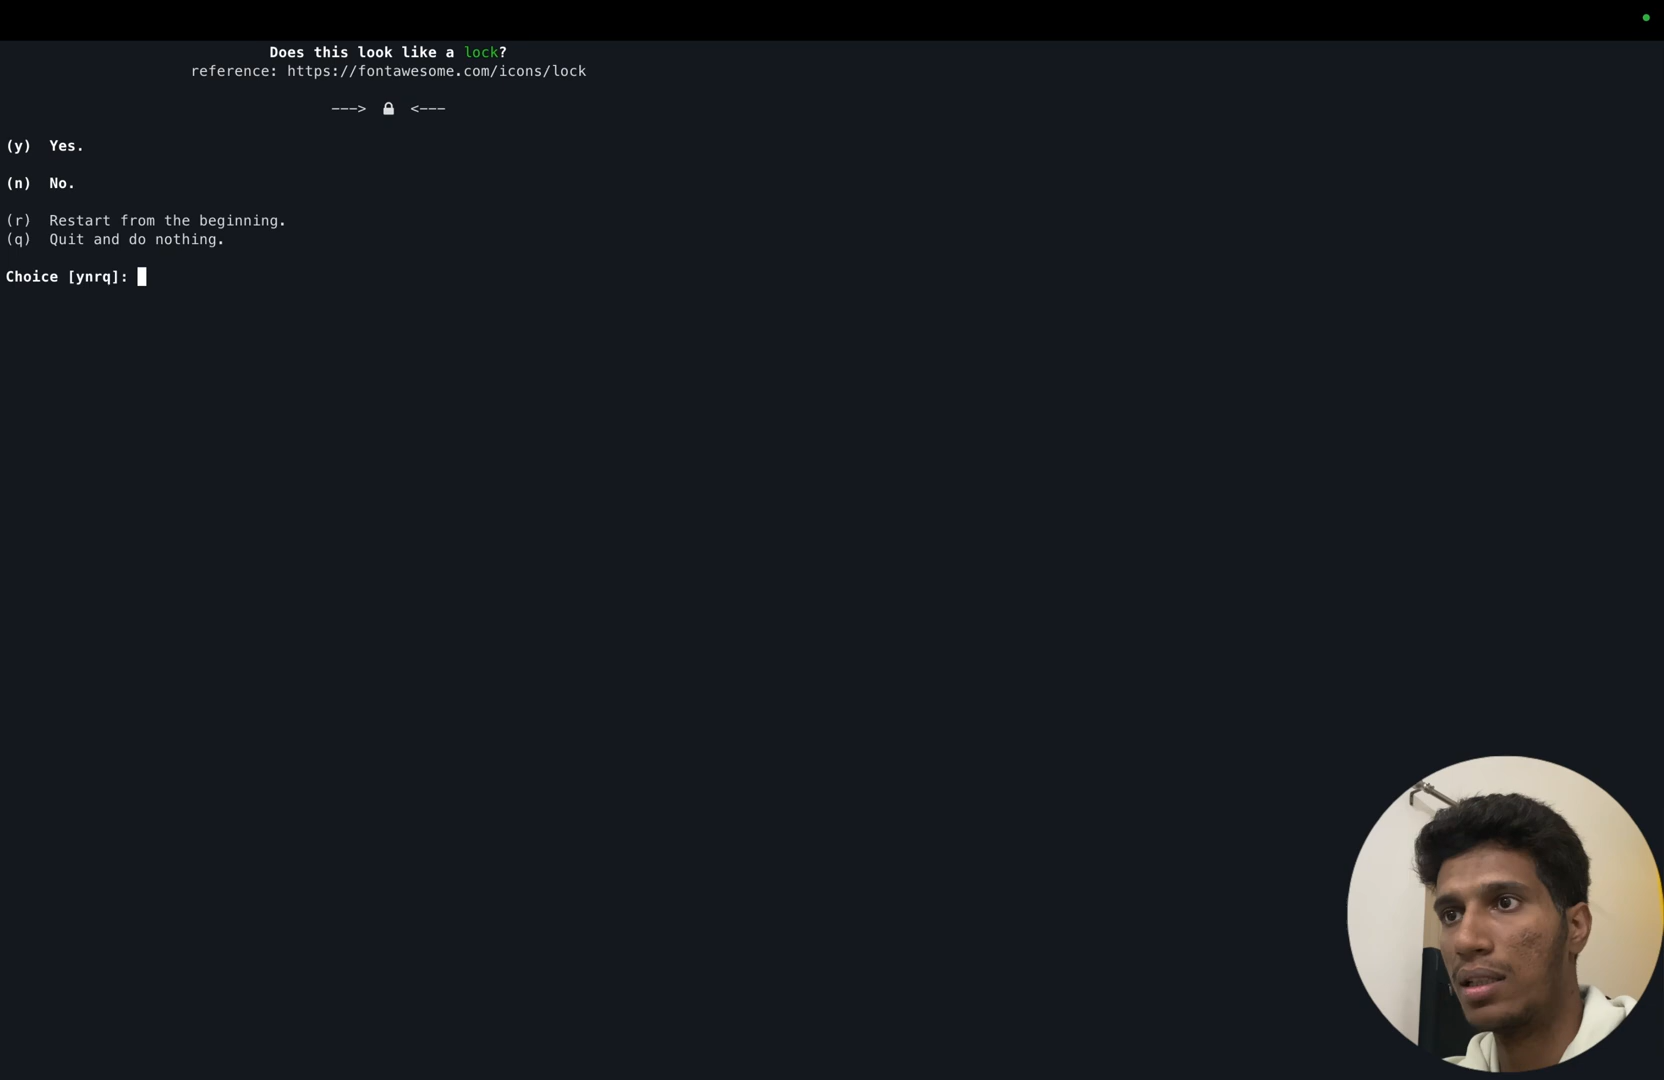 Does this look like a lock?
reference: https://fontawesome.com/icons/lock
---> 🔒 <---
(y) Yes.
(n) No.
(r) Restart from the beginning.
(q) Quit and do nothing.
Choice [ynrq]: